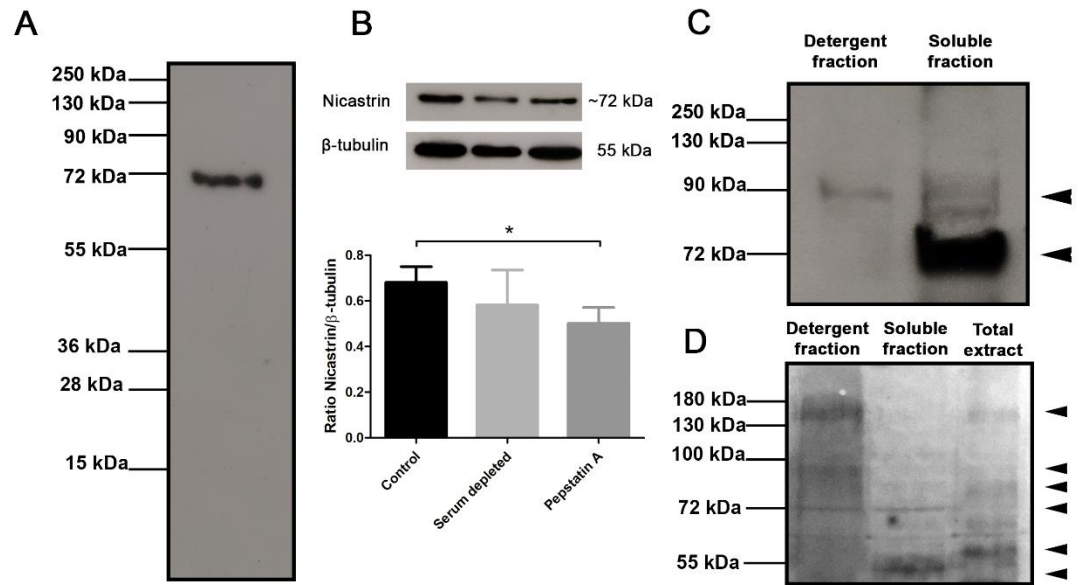 A
250 kDa
130 kDa
90 kDa
72 kDa
55 kDa
36 kDa
28 kDa
15 kDa
B
Nicastrin
~72 kDa
β-tubulin
55 kDa
Ratio Nicastrin/β-tubulin
0.8
0.6
0.4
0.2
0.0
*
Control
Serum depleted
Pepstatin A
C
Detergent
fraction
Soluble
fraction
250 kDa
130 kDa
90 kDa
72 kDa
D
Detergent
fraction
Soluble
fraction
Total
extract
180 kDa
130 kDa
100 kDa
72 kDa
55 kDa